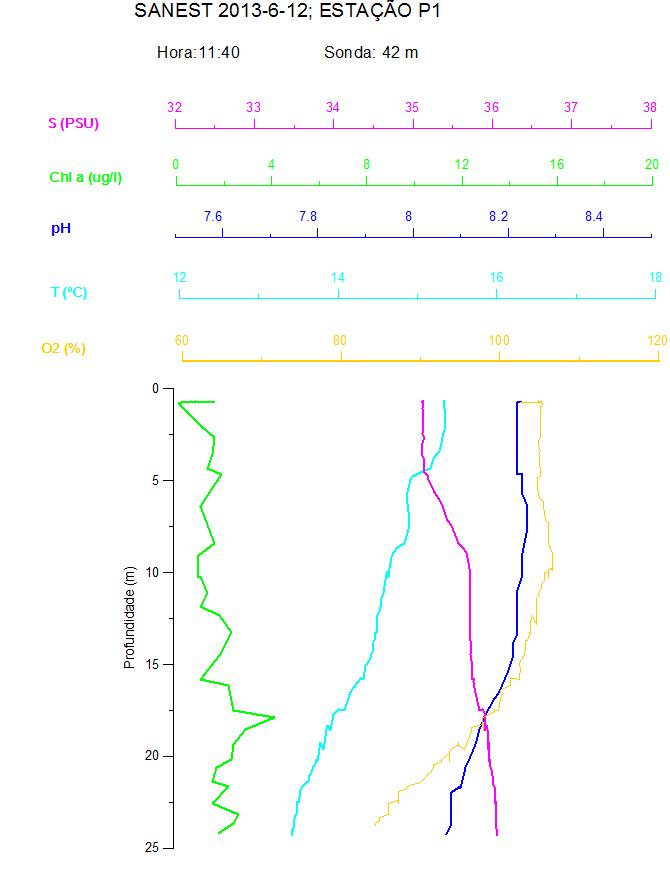 SANEST 2013-6-12; ESTAÇÃO P1
Hora:11:40 Sonda: 42 m
32 33 34 35 36 37 38
S (PSU)
0 4 8 12 16 20
Chl a (ug/l)
7.6 7.8 8 8.2 8.4
pH
12 14 16 18
T (ºC)
60 80 100 120
O2 (%)
0
5
10
15
20
25
Profundidade (m)